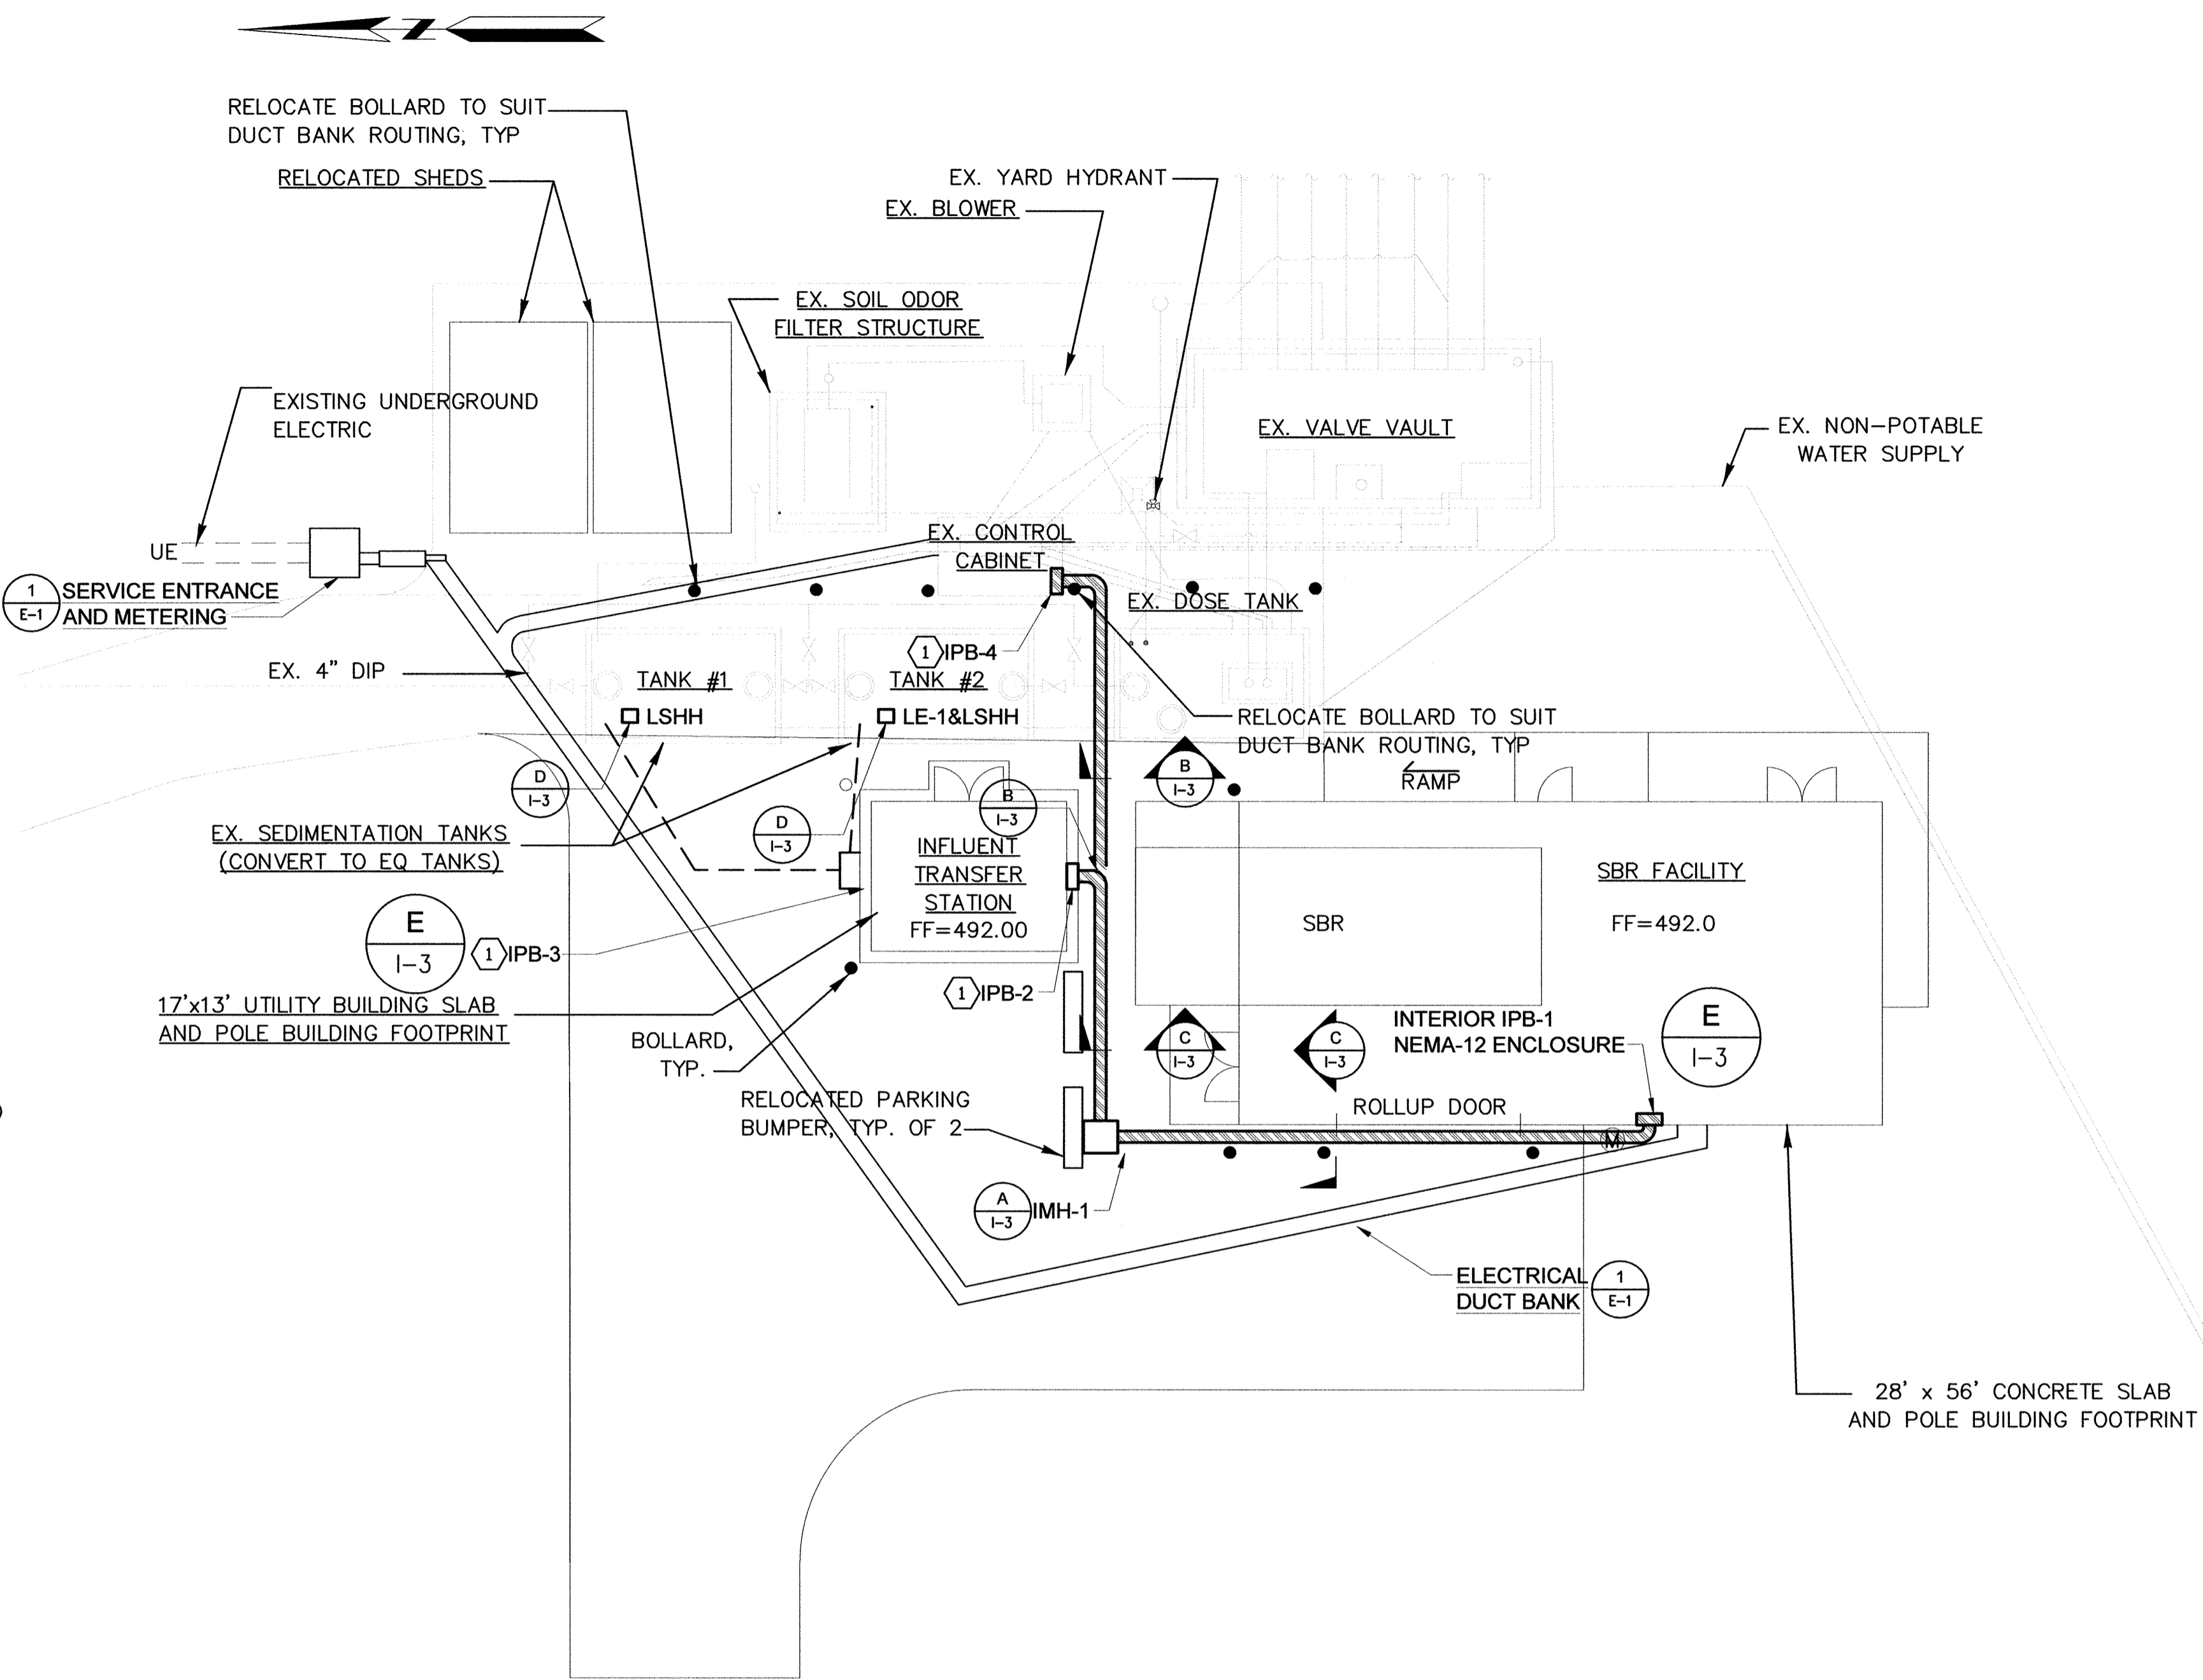 N
RELOCATE BOLLARD TO SUIT
DUCT BANK ROUTING, TYP
RELOCATED SHEDS
EX. YARD HYDRANT
EX. BLOWER
EX. SOIL ODOR
FILTER STRUCTURE
EXISTING UNDERGROUND
ELECTRIC
EX. VALVE VAULT
EX. NON-POTABLE
WATER SUPPLY
UE
EX. CONTROL
CABINET
1
E-1
SERVICE ENTRANCE
AND METERING
EX. DOSE TANK
1 IPB-4
EX. 4" DIP
TANK #1
TANK #2
LSHH
LE-1&LSHH
RELOCATE BOLLARD TO SUIT
DUCT BANK ROUTING, TYP
RAMP
D
I-3
B
I-3
B
I-3
D
I-3
EX. SEDIMENTATION TANKS
(CONVERT TO EQ TANKS)
INFLUENT
TRANSFER
STATION
FF=492.00
SBR FACILITY
FF=492.0
SBR
E
I-3
1 IPB-3
1 IPB-2
17'x13' UTILITY BUILDING SLAB
AND POLE BUILDING FOOTPRINT
BOLLARD,
TYP.
C
I-3
C
I-3
INTERIOR IPB-1
NEMA-12 ENCLOSURE
E
I-3
RELOCATED PARKING
BUMPER, TYP. OF 2
ROLLUP DOOR
M
A
I-3
IMH-1
ELECTRICAL
DUCT BANK
1
E-1
28' x 56' CONCRETE SLAB
AND POLE BUILDING FOOTPRINT